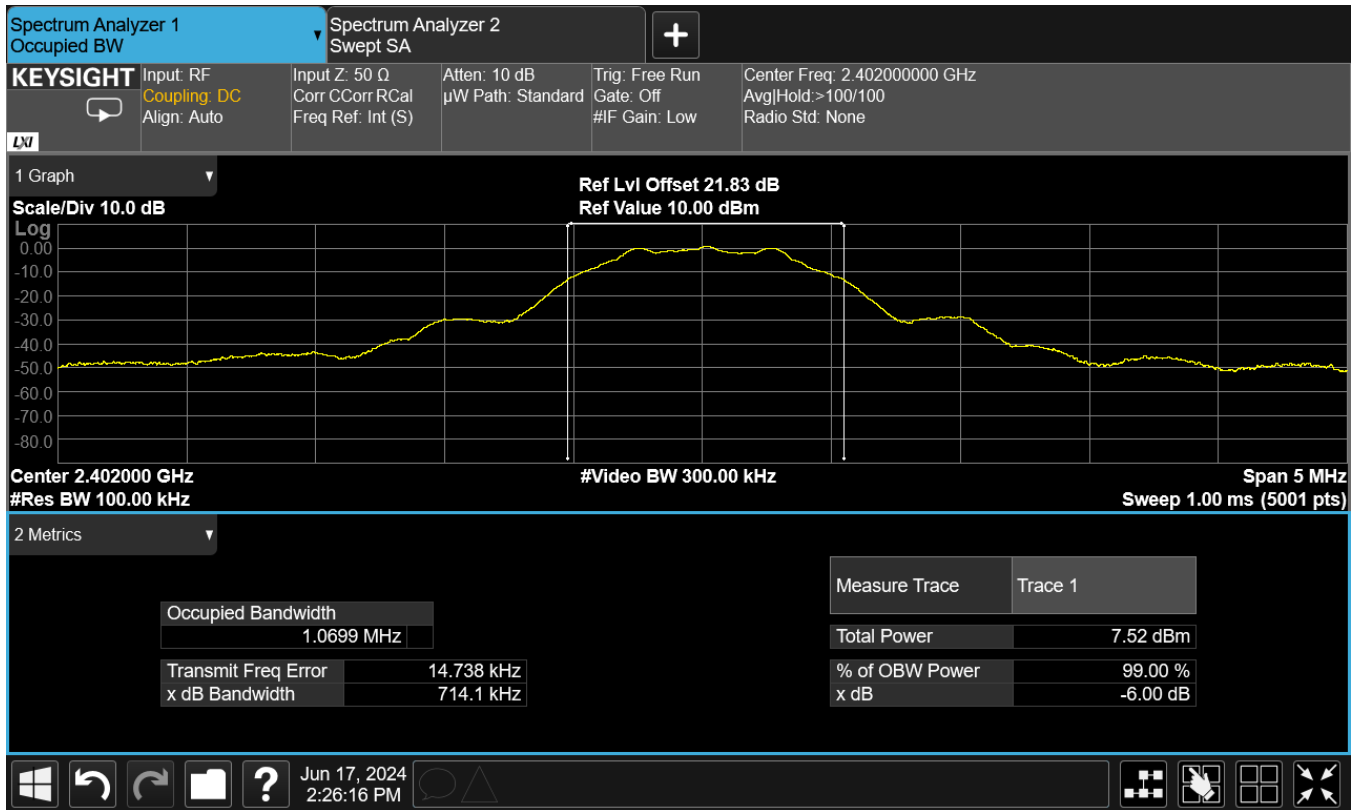 Spectrum Analyzer 1
Occupied BW
Spectrum Analyzer 2
Swept SA
KEYSIGHT
LXI
Input: RF
Coupling: DC
Align: Auto
Input Z: 50 Ω
Corr CCorr RCal
Freq Ref: Int (S)
Atten: 10 dB
µW Path: Standard
Trig: Free Run
Gate: Off
#IF Gain: Low
Center Freq: 2.402000000 GHz
Avg|Hold:>100/100
Radio Std: None
1 Graph
Ref Lvl Offset 21.83 dB
Scale/Div 10.0 dB
Ref Value 10.00 dBm
Log
0.00
-10.0
-20.0
-30.0
-40.0
-50.0
-60.0
-70.0
-80.0
Center 2.402000 GHz
#Video BW 300.00 kHz
Span 5 MHz
#Res BW 100.00 kHz
Sweep 1.00 ms (5001 pts)
2 Metrics
Occupied Bandwidth
1.0699 MHz
Transmit Freq Error 14.738 kHz
x dB Bandwidth 714.1 kHz
Measure Trace Trace 1
Total Power 7.52 dBm
% of OBW Power 99.00 %
x dB -6.00 dB
?
Jun 17, 2024
2:26:16 PM